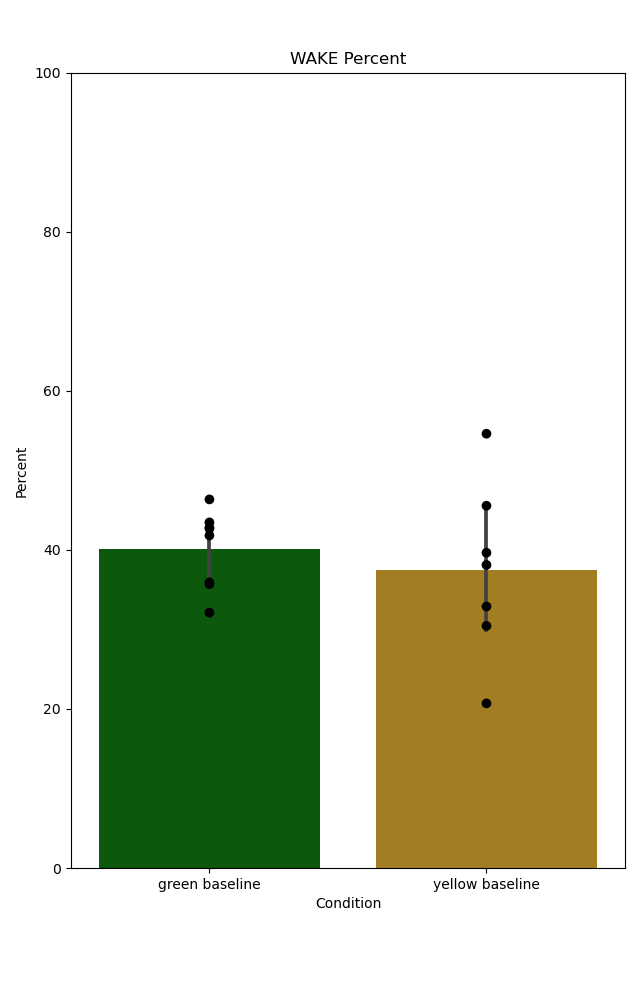 WAKE Percent
100
80
60
40
20
0
Percent
green baseline
yellow baseline
Condition